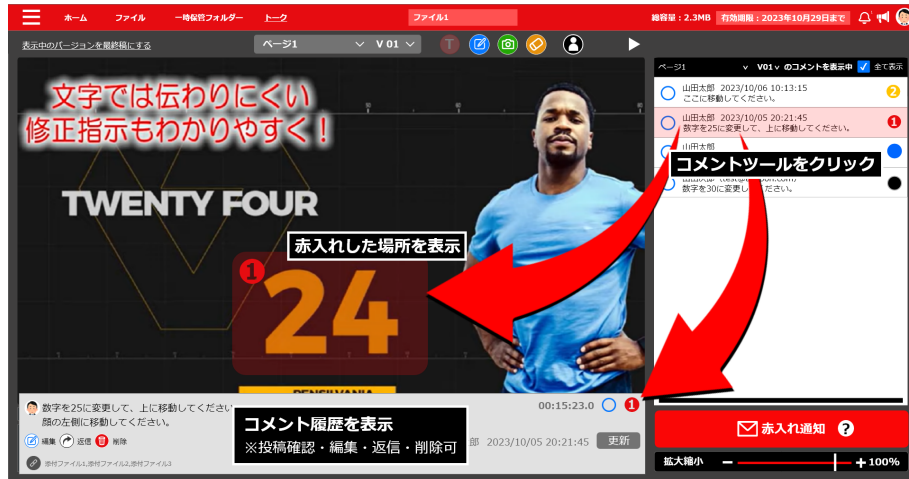 ホーム
ファイル
一時保管フォルダー
トーク
ファイル1
総容量：2.3MB
有効期限：2023年10月29日まで
表示中のバージョンを最終稿にする
ページ1
V 01
T
文字では伝わりにくい
修正指示もわかりやすく！
TWENTY FOUR
赤入れした場所を表示
1
24
ページ1 V01 のコメントを表示中 全て表示
山田太郎 2023/10/06 10:13:15
ここに移動してください。
2
山田太郎 2023/10/05 20:21:45
数字を25に変更して、上に移動してください。
1
山田太郎
コメントツールをクリック
数字を30に変更し
ださい。
数字を25に変更して、上に移動してくださ
顔の左側に移動してください。
編集
返信
削除
添付ファイル1,添付ファイル2,添付ファイル3
コメント履歴を表示
※投稿確認・編集・返信・削除可
00:15:23.0
1
郎 2023/10/05 20:21:45
更新
赤入れ通知
?
拡大縮小
100%